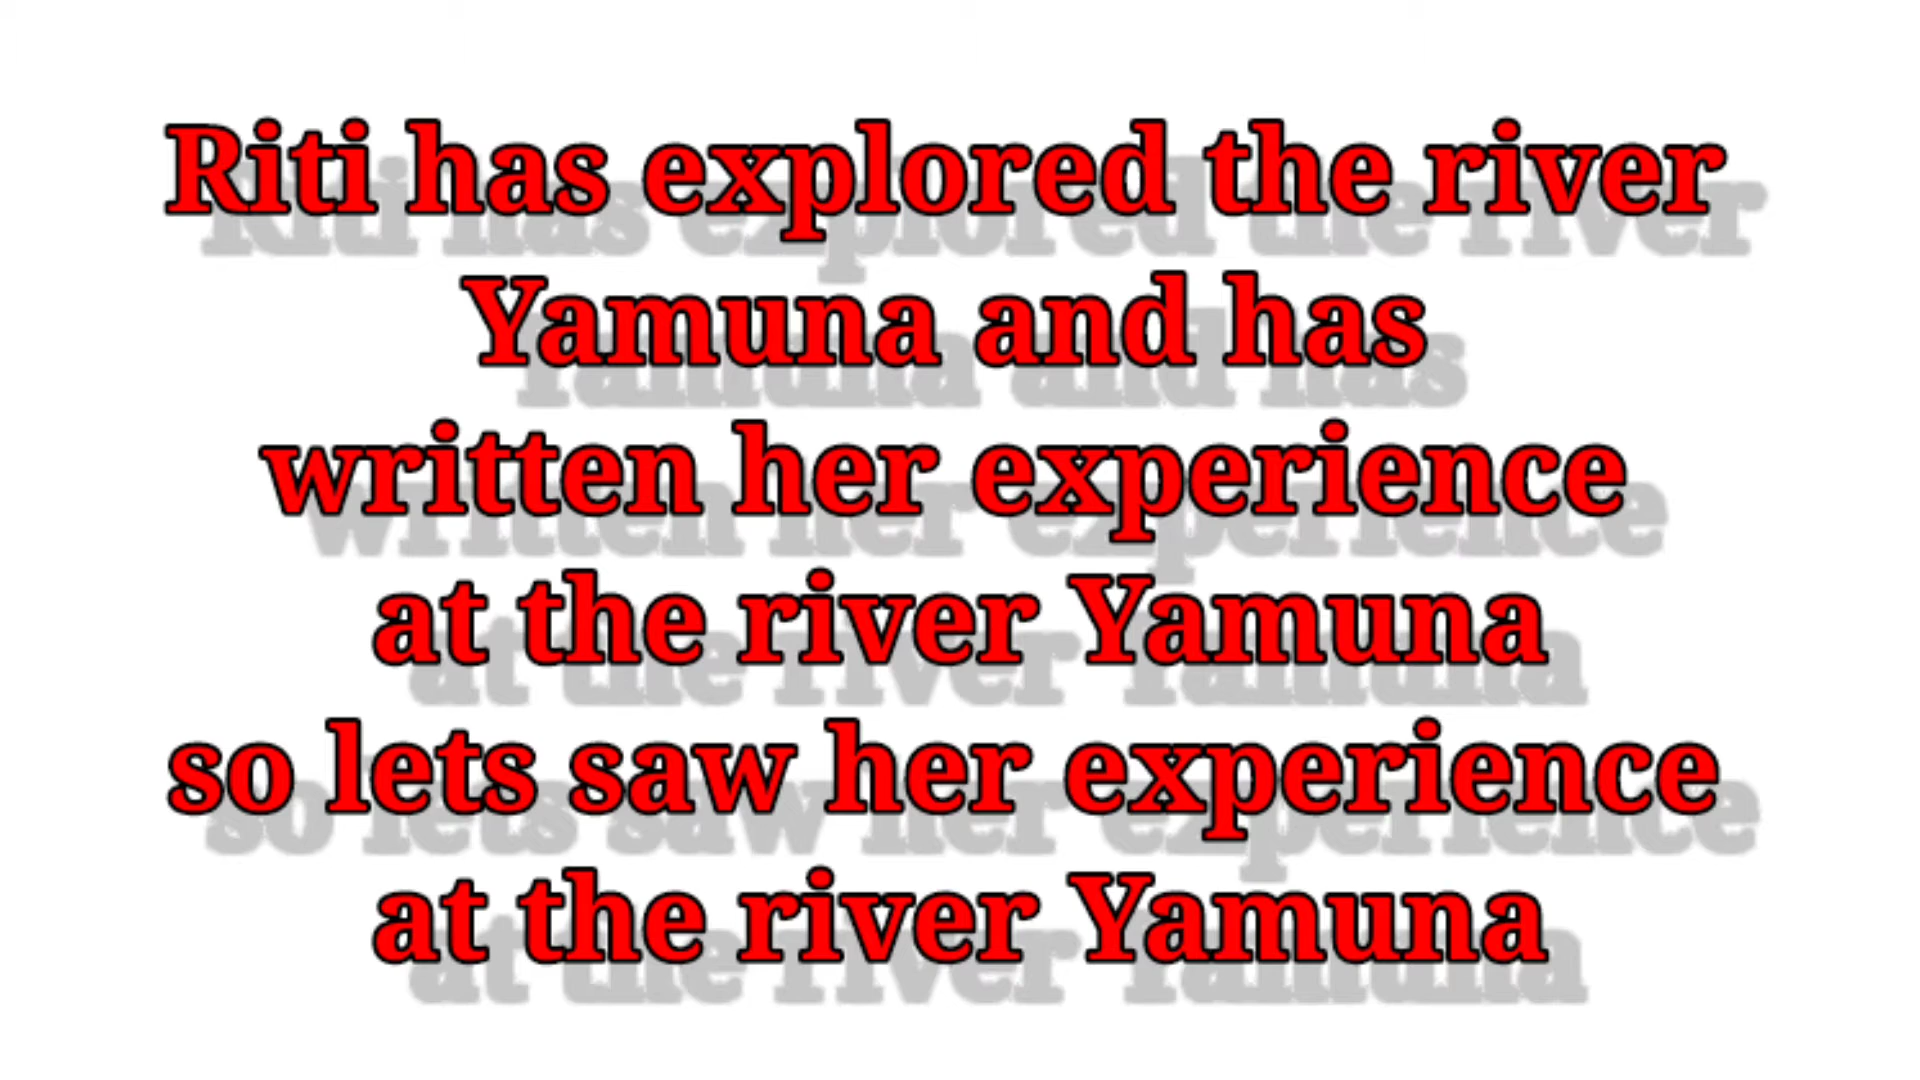 Riti has explored the river
Yamuna and has
written her experience
at the river Yamuna
so lets saw her experience
at the river Yamuna